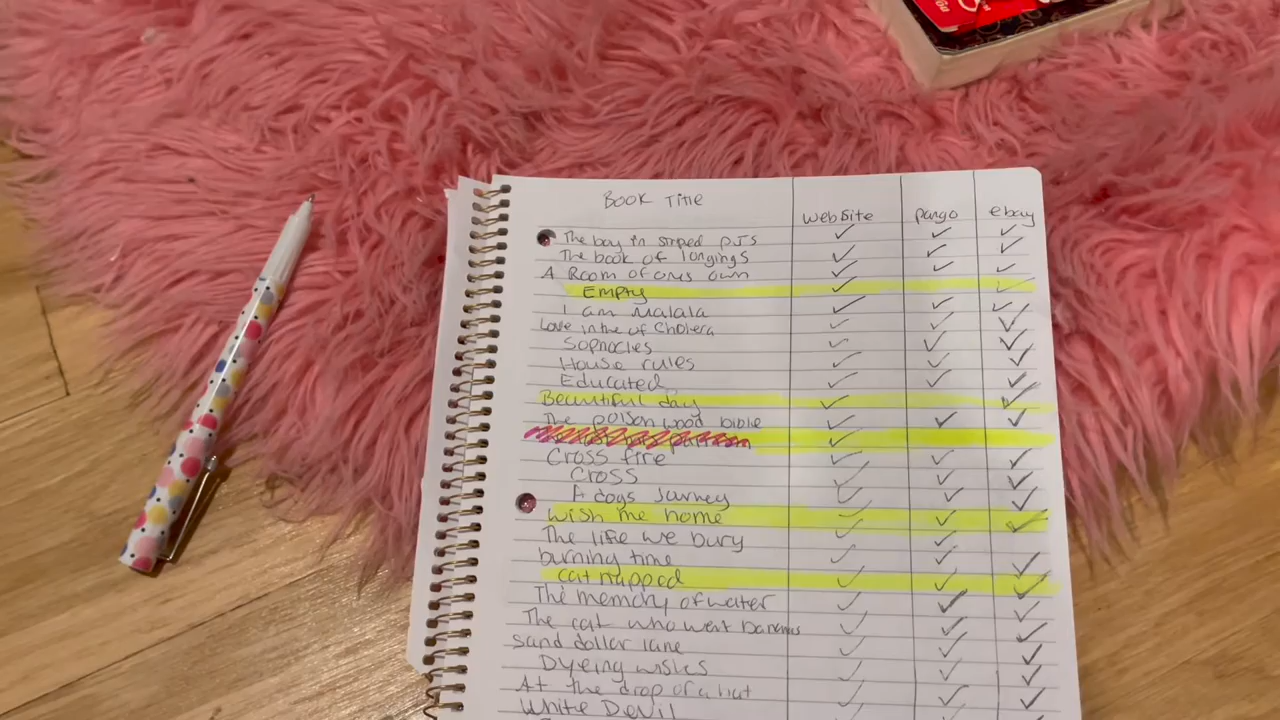 BOOK Title website pango ebay
The boy in striped PJS ✓ ✓ ✓
The book of longings ✓ ✓ ✓
A Room of ones own ✓ ✓ ✓
Empty ✓ ✓
I am Malala ✓ ✓ ✓
Love in the of Cholera ✓ ✓ ✓
Sophocles ✓ ✓ ✓
House rules ✓ ✓ ✓
Educated ✓ ✓ ✓
Beautiful day ✓ ✓
The poison wood bible ✓ ✓ ✓
✓
Cross fire ✓ ✓ ✓
Cross ✓ ✓ ✓
A dogs Jurney ✓ ✓ ✓
wish me home ✓ ✓ ✓
The life we bury ✓ ✓
burning time ✓ ✓ ✓
cat napped ✓ ✓ ✓
The memory of water ✓ ✓ ✓
The cat who went bananas ✓ ✓ ✓
sand dollar lane ✓ ✓ ✓
Dyeing wishes ✓ ✓ ✓
At the drop of a hat ✓ ✓ ✓
White Devil ✓ ✓ ✓